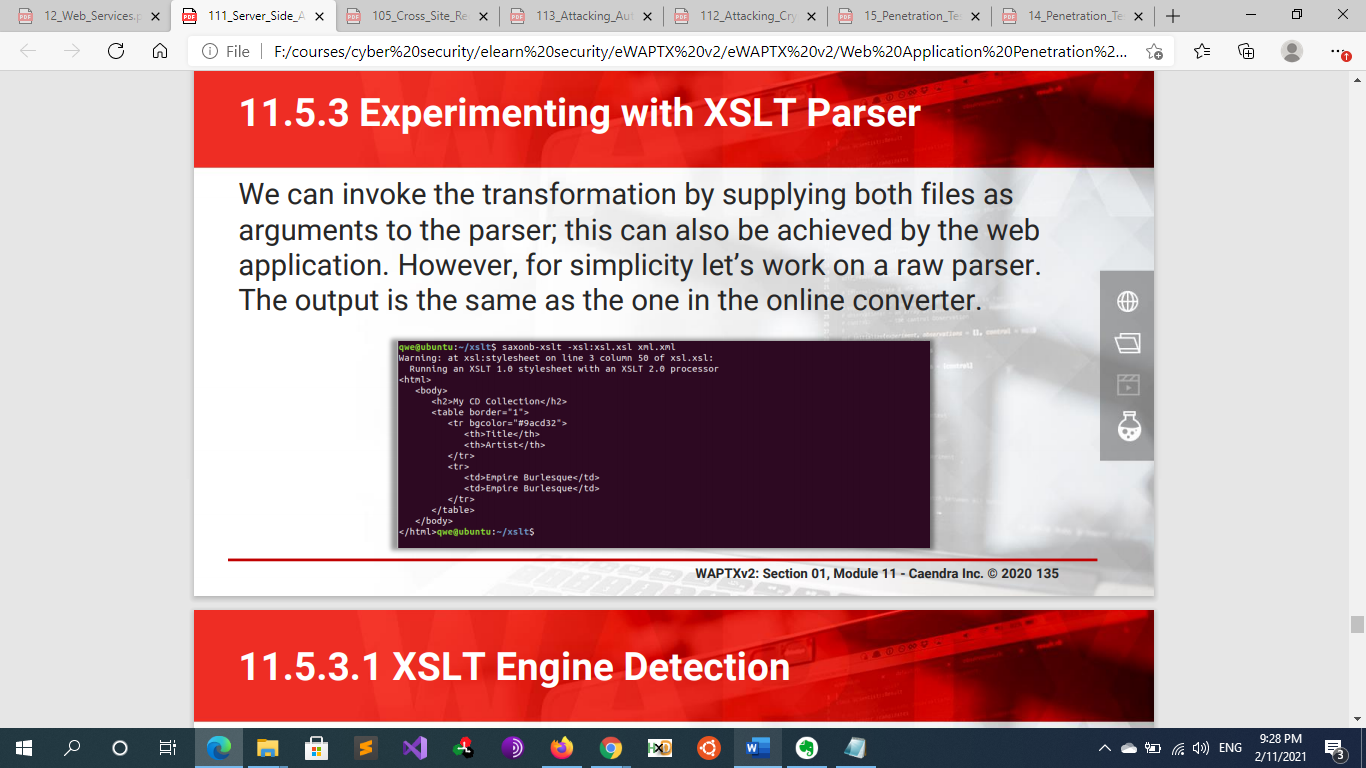 12_Web_Services.p
111_Server_Side_A
105_Cross_Site_Re
113_Attacking_Aut
112_Attacking_Cry
15_Penetration_Te
14_Penetration_Te
File
F:/courses/cyber%20security/elearn%20security/eWAPTX%20v2/eWAPTX%20v2/Web%20Application%20Penetration%2...
11.5.3 Experimenting with XSLT Parser
We can invoke the transformation by supplying both files as
arguments to the parser; this can also be achieved by the web
application. However, for simplicity let’s work on a raw parser.
The output is the same as the one in the online converter.
qwe@ubuntu:~/xslt$ saxonb-xslt -xsl:xsl.xsl xml.xml
Warning: at xsl:stylesheet on line 3 column 50 of xsl.xsl:
Running an XSLT 1.0 stylesheet with an XSLT 2.0 processor
<html>
<body>
<h2>My CD Collection</h2>
<table border="1">
<tr bgcolor="#9acd32">
<th>Title</th>
<th>Artist</th>
</tr>
<tr>
<td>Empire Burlesque</td>
<td>Empire Burlesque</td>
</tr>
</table>
</body>
</html>qwe@ubuntu:~/xslt$
WAPTXv2: Section 01, Module 11 - Caendra Inc. © 2020 135
11.5.3.1 XSLT Engine Detection
ENG
9:28 PM
2/11/2021
3